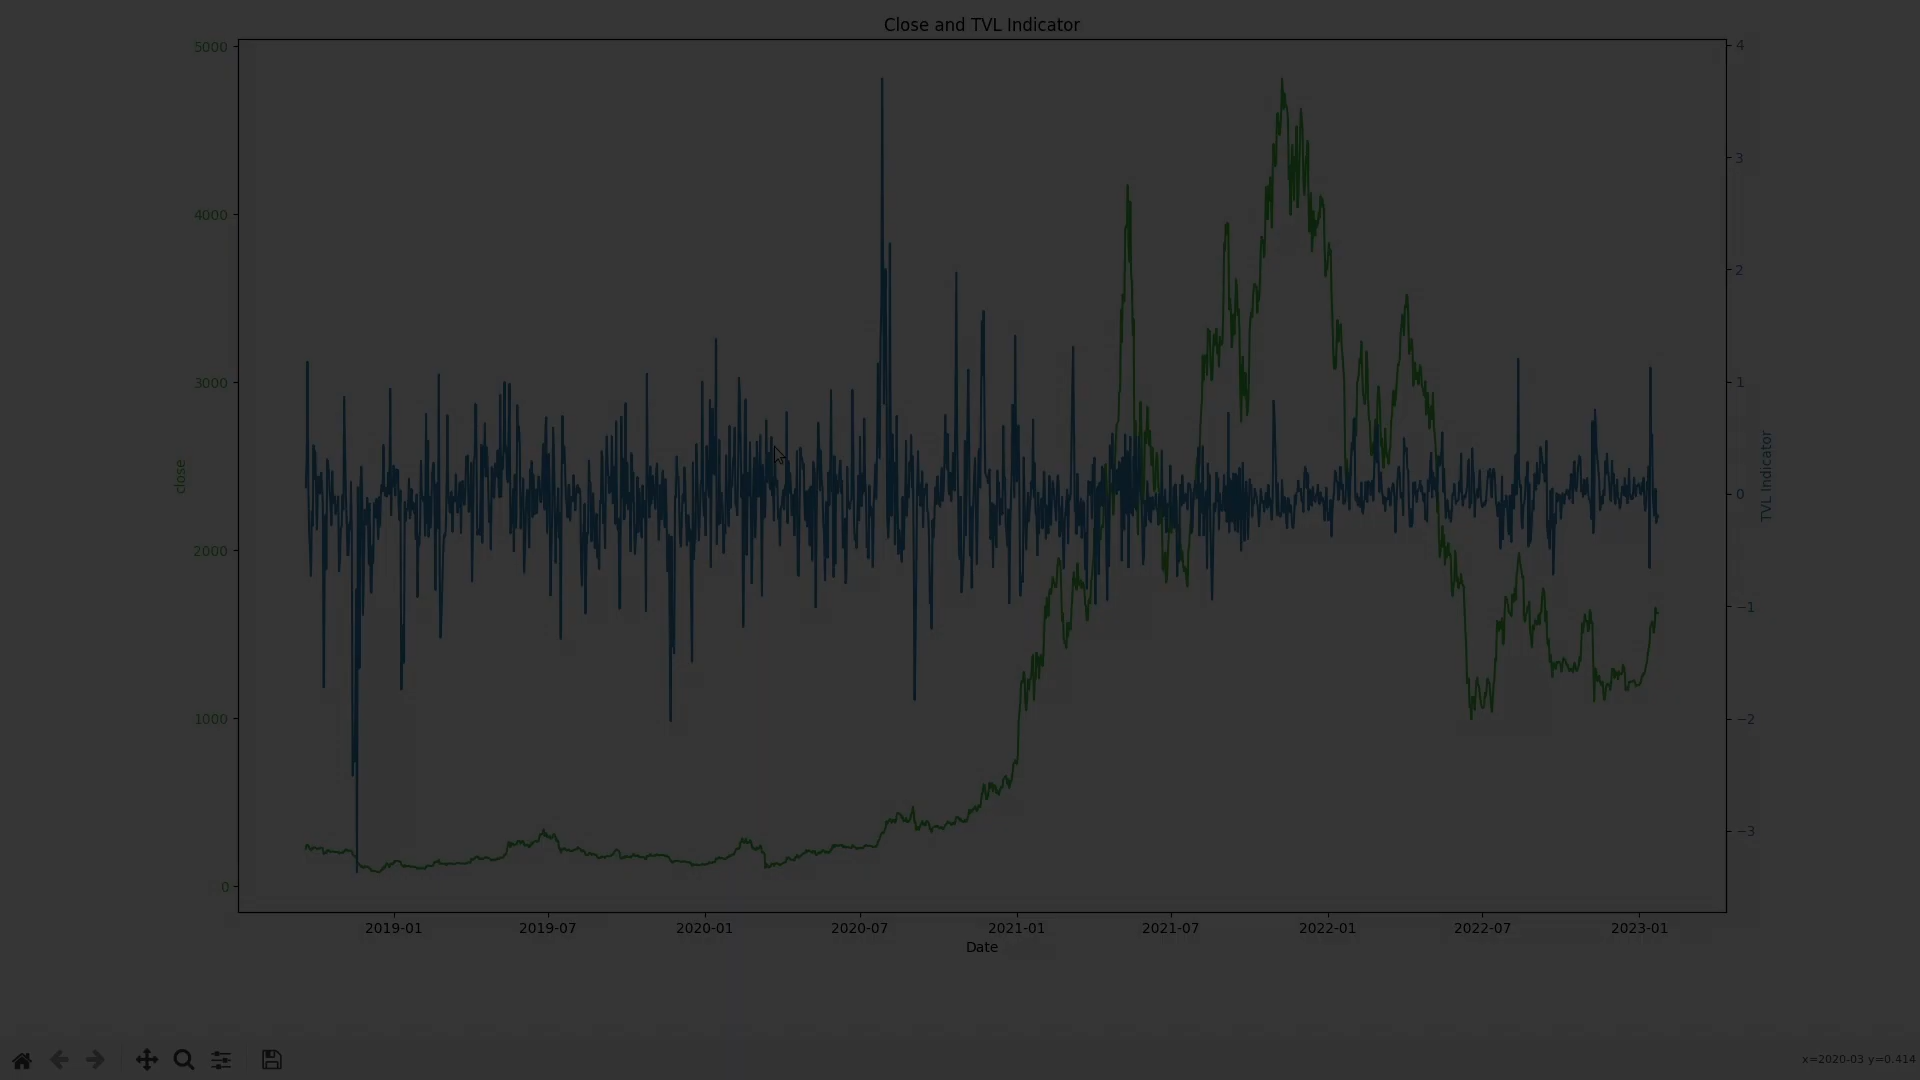 Close and TVL Indicator
5000
4000
3000
2000
1000
0
close
4
3
2
1
0
−1
−2
−3
TVL Indicator
2019-01 2019-07 2020-01 2020-07 2021-01 2021-07 2022-01 2022-07 2023-01
Date
x=2020-03 y=0.414